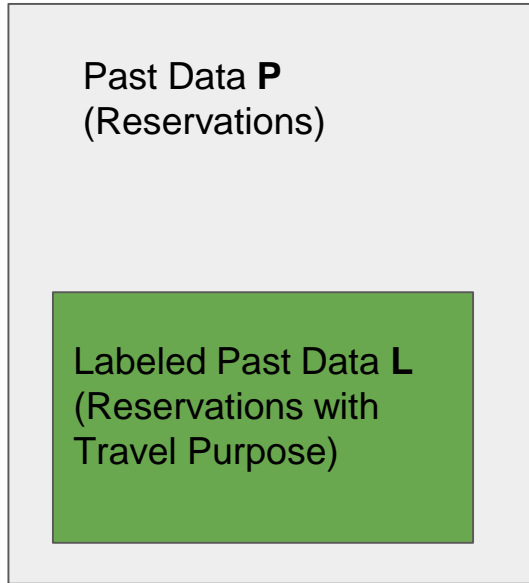 Past Data P
(Reservations)
Labeled Past Data L
(Reservations with
Travel Purpose)